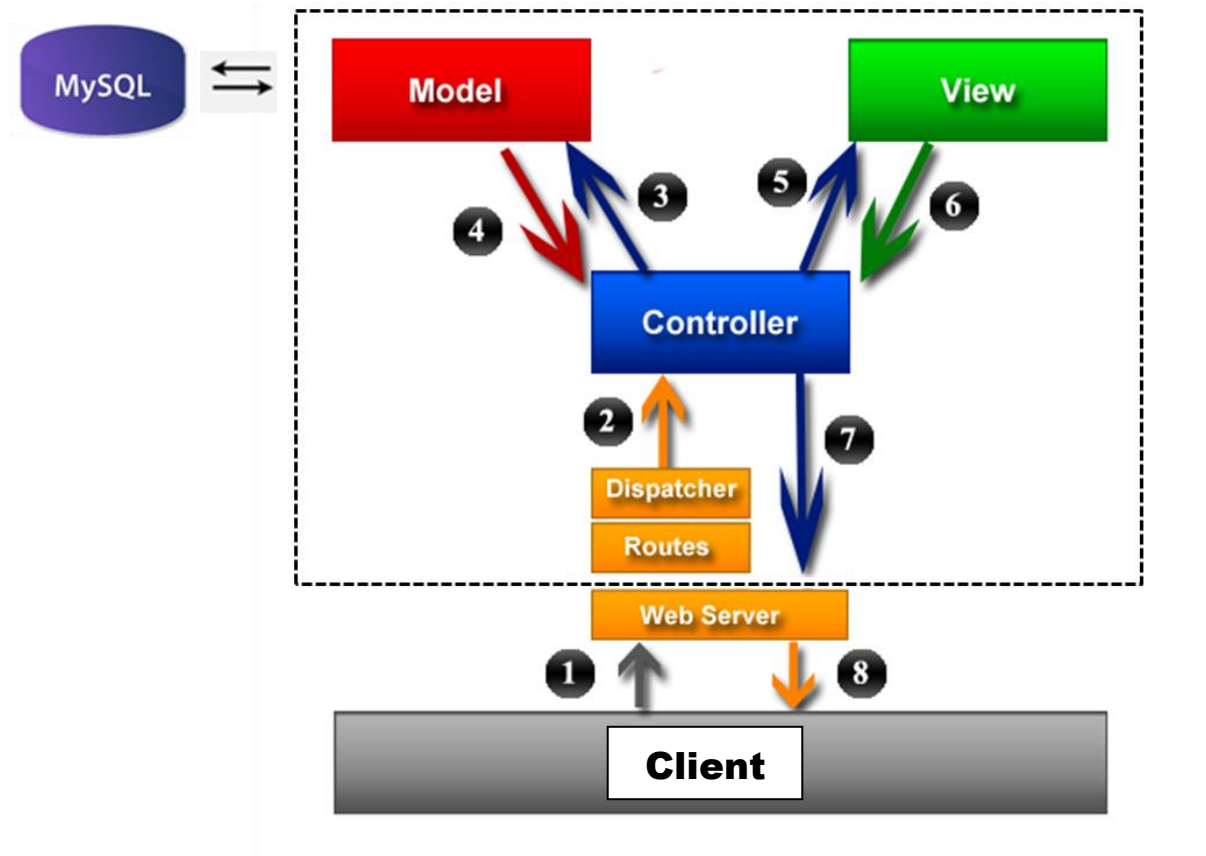 MySQL
Model
View
3
5
4
6
Controller
2
7
Dispatcher
Routes
Web Server
1
8
Client